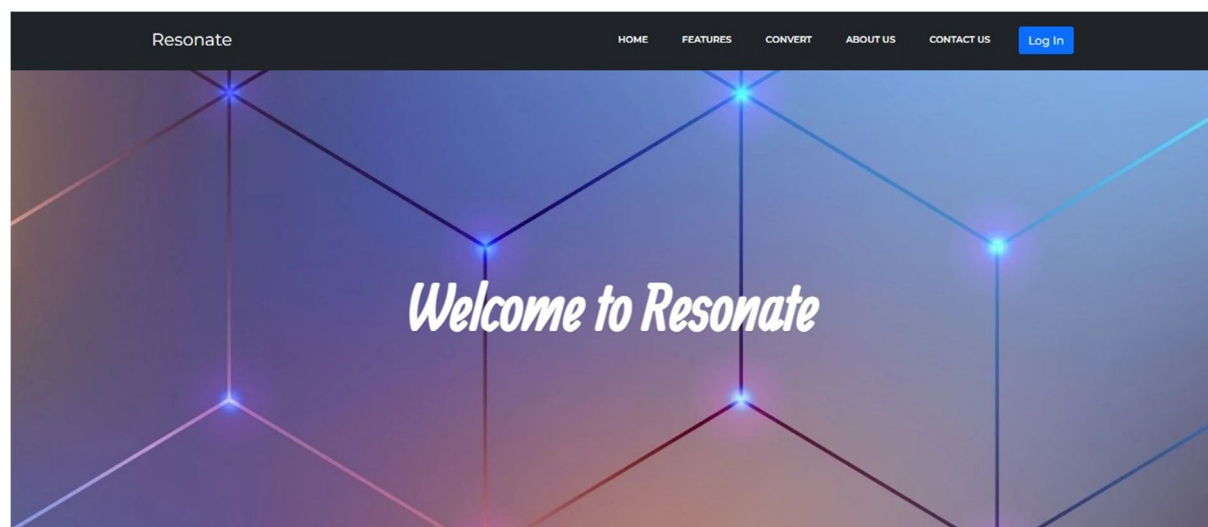 Resonate HOME FEATURES CONVERT ABOUT US CONTACT US Log In
Welcome to Resonate